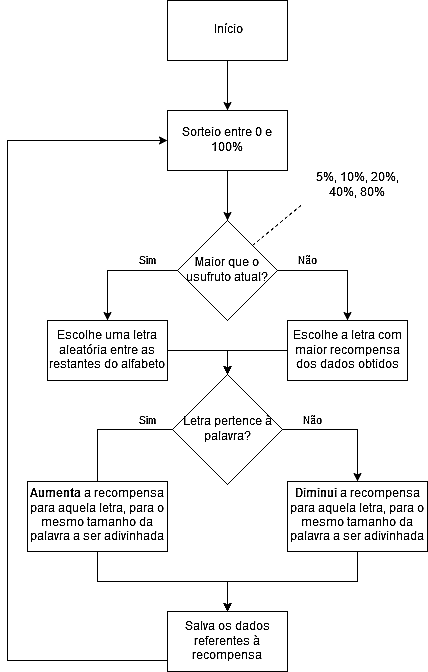 Início
Sorteio entre 0 e
100%
5%, 10%, 20%,
40%, 80%
Maior que o
usufruto atual?
Sim
Não
Escolhe uma letra
aleatória entre as
restantes do alfabeto
Escolhe a letra com
maior recompensa
dos dados obtidos
Letra pertence à
palavra?
Sim
Não
Aumenta a recompensa
para aquela letra, para o
mesmo tamanho da
palavra a ser adivinhada
Diminui a recompensa
para aquela letra, para o
mesmo tamanho da
palavra a ser adivinhada
Salva os dados
referentes à
recompensa